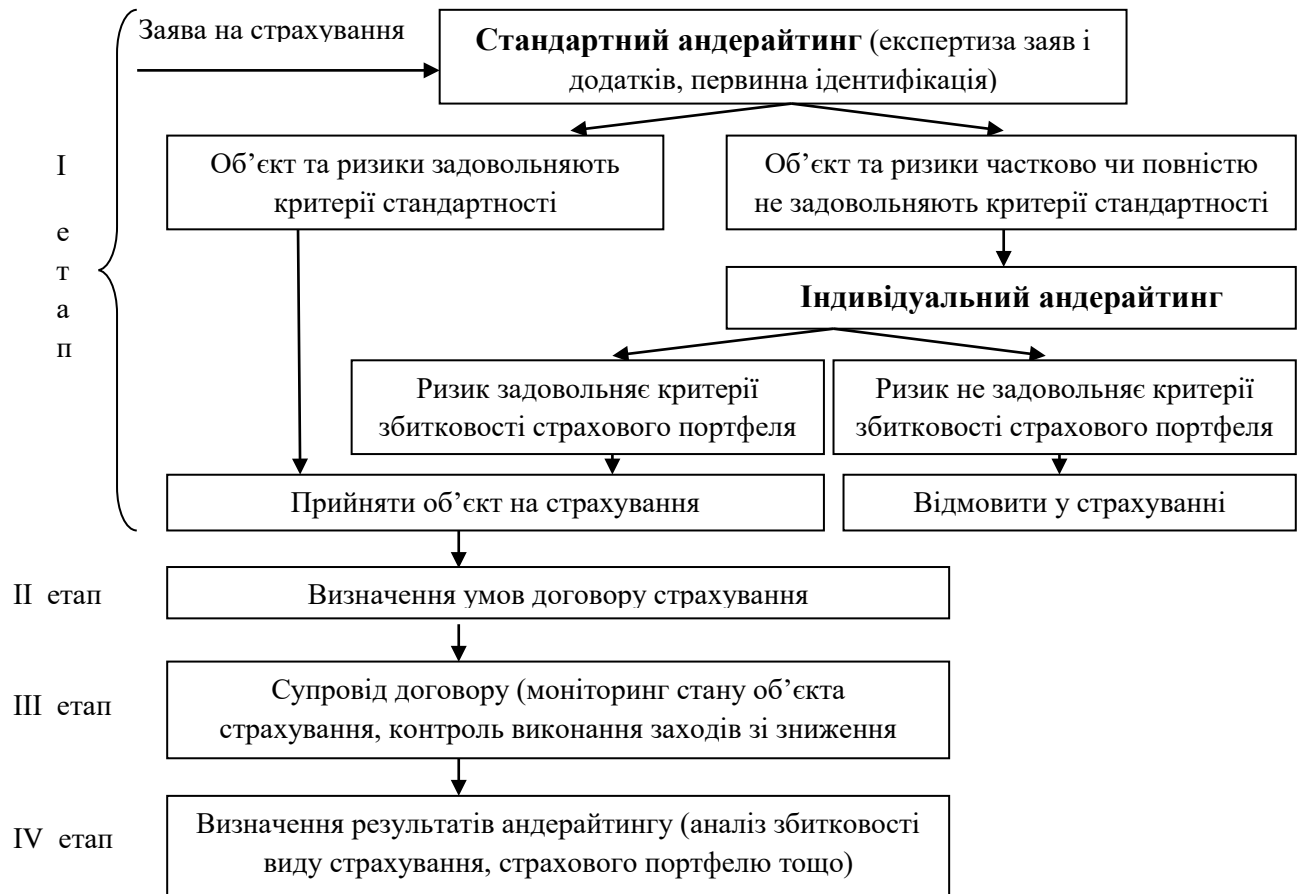 Заява на страхування
Стандартний андерайтинг (експертиза заяв і
додатків, первинна ідентифікація)
І
е
т
а
п
Об’єкт та ризики задовольняють
критерії стандартності
Об’єкт та ризики частково чи повністю
не задовольняють критерії стандартності
Індивідуальний андерайтинг
Ризик задовольняє критерії
збитковості страхового портфеля
Ризик не задовольняє критерії
збитковості страхового портфеля
Прийняти об’єкт на страхування
Відмовити у страхуванні
ІІ етап
Визначення умов договору страхування
ІІІ етап
Супровід договору (моніторинг стану об’єкта
страхування, контроль виконання заходів зі зниження
IV етап
Визначення результатів андерайтингу (аналіз збитковості
виду страхування, страхового портфелю тощо)